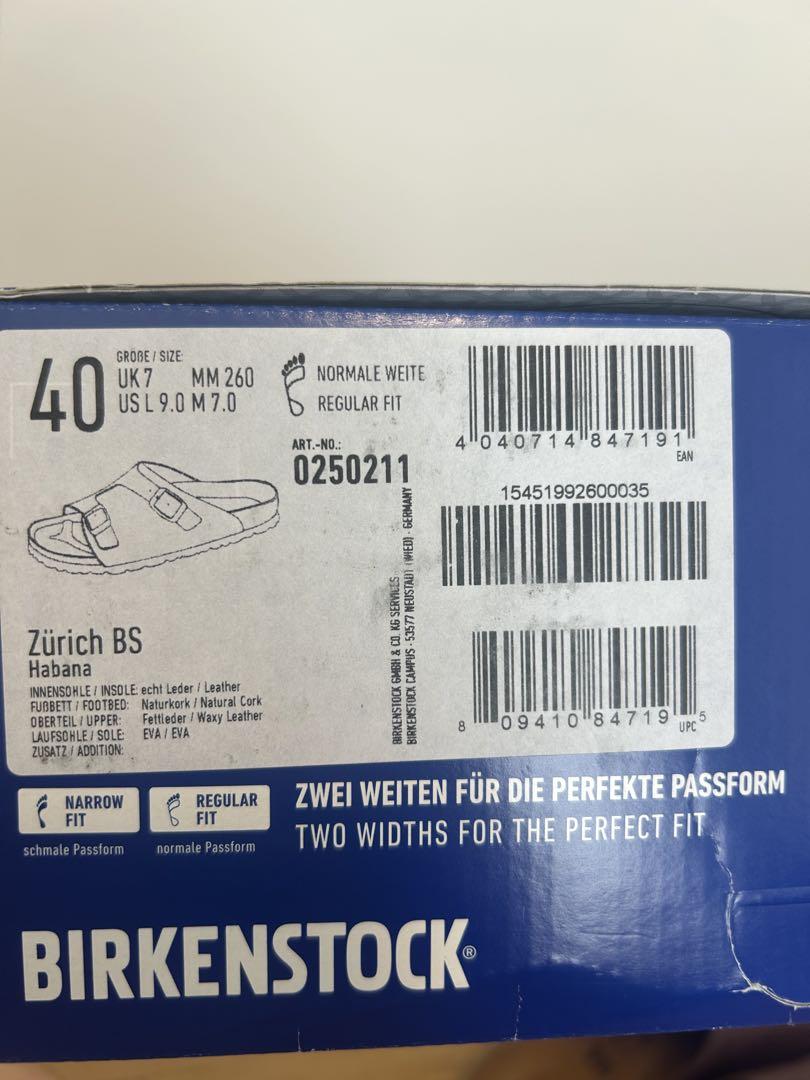 40
GRÖßE / SIZE:
UK 7 MM 260
US L 9.0 M 7.0
NORMALE WEITE
REGULAR FIT
ART.-NO.:
0250211
4 040714 847191
EAN
15451992600035
8 09410 84719 5
UPC
Zürich BS
Habana
INNENSOHLE / INSOLE: echt Leder / Leather
FUßBETT / FOOTBED: Naturkork / Natural Cork
OBERTEIL / UPPER: Fettleder / Waxy Leather
LAUFSOHLE / SOLE: EVA / EVA
ZUSATZ / ADDITION:
BIRKENSTOCK GMBH & CO. KG SERVICES
BIRKENSTOCK CAMPUS - 53577 NEUSTADT (WIED) - GERMANY
NARROW FIT
schmale Passform
REGULAR FIT
normale Passform
ZWEI WEITEN FÜR DIE PERFEKTE PASSFORM
TWO WIDTHS FOR THE PERFECT FIT
BIRKENSTOCK®